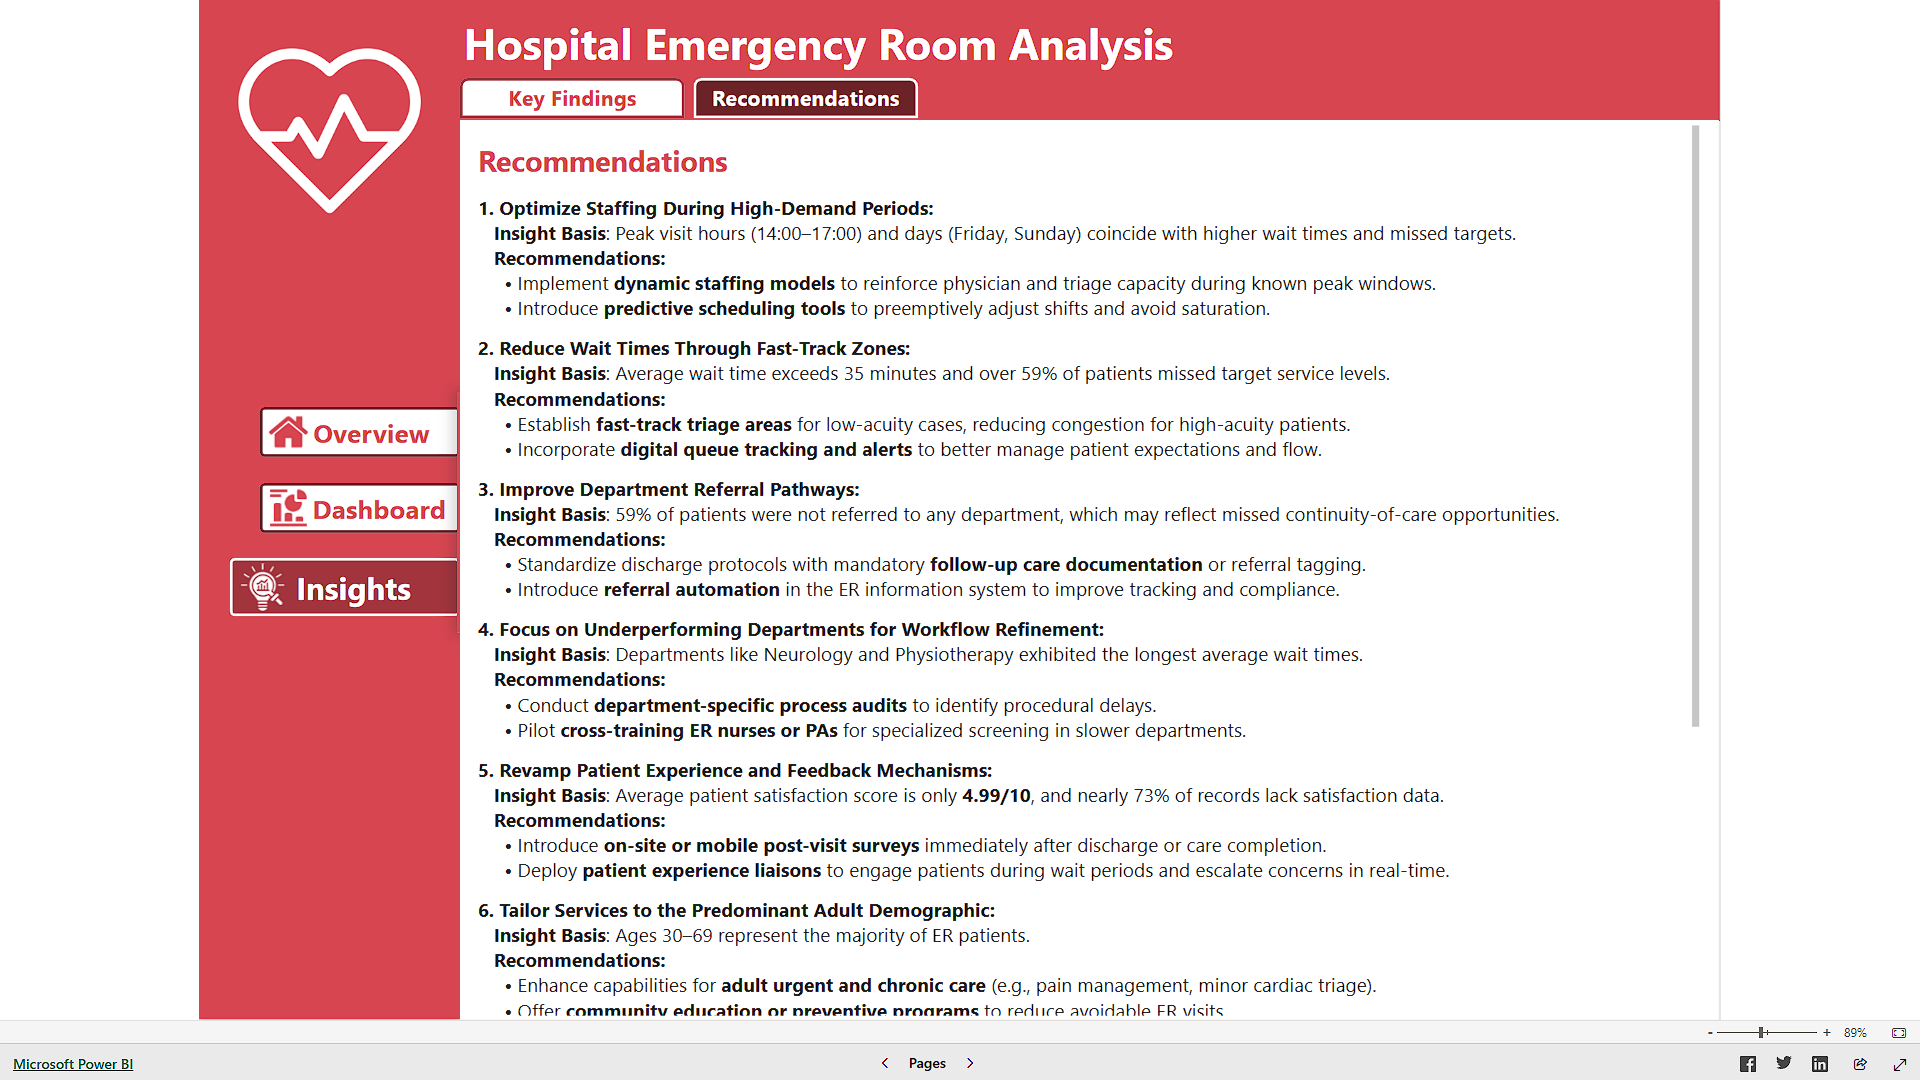 Hospital Emergency Room Analysis
Key Findings
Recommendations
Recommendations
1. Optimize Staffing During High-Demand Periods:
Insight Basis: Peak visit hours (14:00–17:00) and days (Friday, Sunday) coincide with higher wait times and missed targets.
Recommendations:
• Implement dynamic staffing models to reinforce physician and triage capacity during known peak windows.
• Introduce predictive scheduling tools to preemptively adjust shifts and avoid saturation.
2. Reduce Wait Times Through Fast-Track Zones:
Insight Basis: Average wait time exceeds 35 minutes and over 59% of patients missed target service levels.
Recommendations:
• Establish fast-track triage areas for low-acuity cases, reducing congestion for high-acuity patients.
• Incorporate digital queue tracking and alerts to better manage patient expectations and flow.
3. Improve Department Referral Pathways:
Insight Basis: 59% of patients were not referred to any department, which may reflect missed continuity-of-care opportunities.
Recommendations:
• Standardize discharge protocols with mandatory follow-up care documentation or referral tagging.
• Introduce referral automation in the ER information system to improve tracking and compliance.
4. Focus on Underperforming Departments for Workflow Refinement:
Insight Basis: Departments like Neurology and Physiotherapy exhibited the longest average wait times.
Recommendations:
• Conduct department-specific process audits to identify procedural delays.
• Pilot cross-training ER nurses or PAs for specialized screening in slower departments.
5. Revamp Patient Experience and Feedback Mechanisms:
Insight Basis: Average patient satisfaction score is only 4.99/10, and nearly 73% of records lack satisfaction data.
Recommendations:
• Introduce on-site or mobile post-visit surveys immediately after discharge or care completion.
• Deploy patient experience liaisons to engage patients during wait periods and escalate concerns in real-time.
6. Tailor Services to the Predominant Adult Demographic:
Insight Basis: Ages 30–69 represent the majority of ER patients.
Recommendations:
• Enhance capabilities for adult urgent and chronic care (e.g., pain management, minor cardiac triage).
• Offer community education or preventive programs to reduce avoidable ER visits.
Overview
Dashboard
Insights
- + 89%
Microsoft Power BI
< Pages >